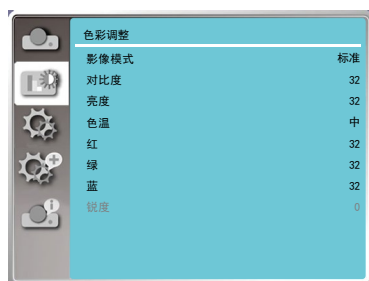 色彩调整
影像模式 标准
对比度 32
亮度 32
色温 中
红 32
绿 32
蓝 32
锐度 0